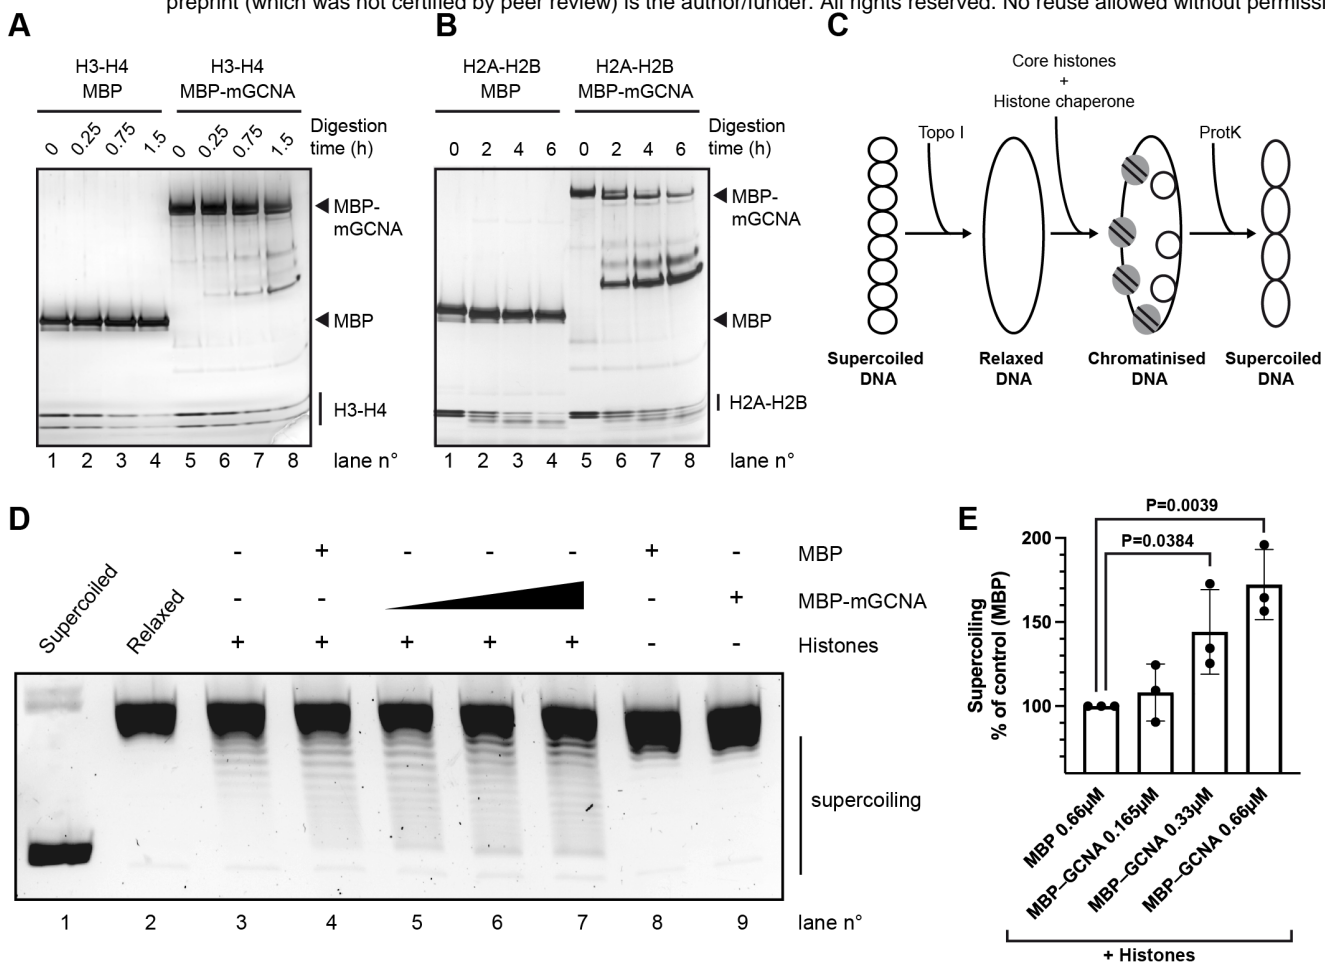 preprint (which was not certified by peer review) is the author/funder. All rights reserved. No reuse allowed without
A
H3-H4
MBP
H3-H4
MBP-mGCNA
0 0.25 0.75 1.5 0 0.25 0.75 1.5
Digestion
time (h)
MBP-
mGCNA
MBP
H3-H4
1 2 3 4 5 6 7 8 lane n°
B
H2A-H2B
MBP
H2A-H2B
MBP-mGCNA
0 2 4 6 0 2 4 6
Digestion
time (h)
MBP-
mGCNA
MBP
H2A-H2B
1 2 3 4 5 6 7 8 lane n°
C
Core histones
+
Histone chaperone
Topo I
ProtK
Supercoiled
DNA
Relaxed
DNA
Chromatinised
DNA
Supercoiled
DNA
D
Supercoiled
Relaxed
- + - - - + - MBP
- - - + MBP-mGCNA
+ + + + + - - Histones
supercoiling
1 2 3 4 5 6 7 8 9 lane n°
E
P=0.0039
P=0.0384
Supercoiling
% of control (MBP)
200
150
100
MBP 0.66µM
MBP–GCNA 0.165µM
MBP–GCNA 0.33µM
MBP–GCNA 0.66µM
+ Histones